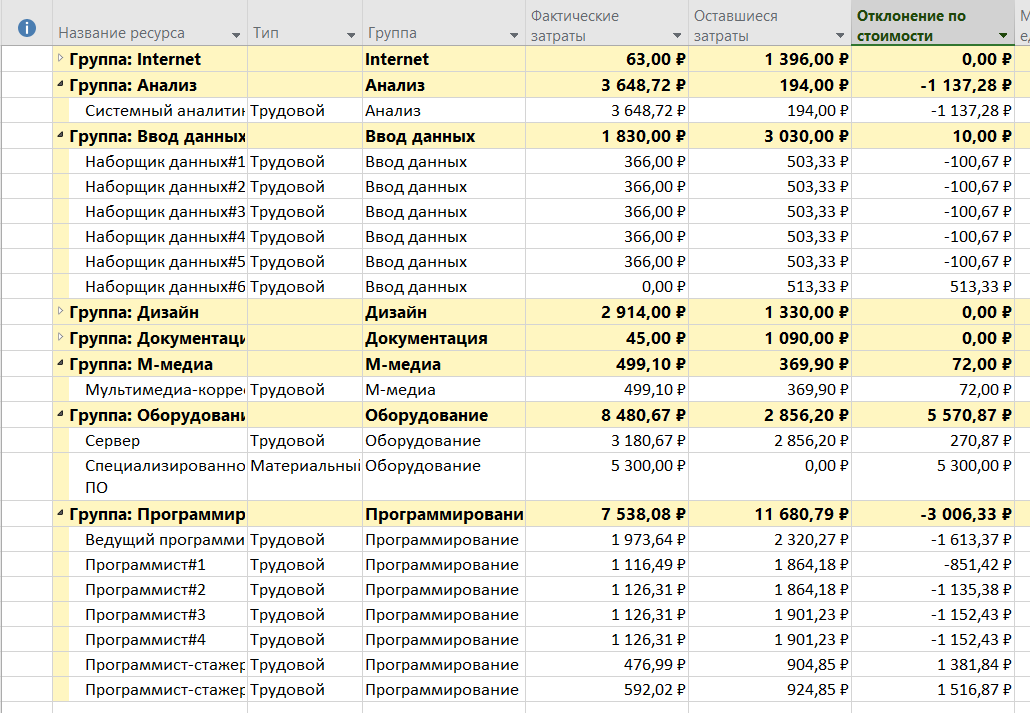 Название ресурса Тип Группа Фактические затраты Оставшиеся затраты Отклонение по стоимости М ед
Группа: Internet Internet 63,00 ₽ 1 396,00 ₽ 0,00 ₽
Группа: Анализ Анализ 3 648,72 ₽ 194,00 ₽ -1 137,28 ₽
Системный аналитик Трудовой Анализ 3 648,72 ₽ 194,00 ₽ -1 137,28 ₽
Группа: Ввод данных Ввод данных 1 830,00 ₽ 3 030,00 ₽ 10,00 ₽
Наборщик данных#1 Трудовой Ввод данных 366,00 ₽ 503,33 ₽ -100,67 ₽
Наборщик данных#2 Трудовой Ввод данных 366,00 ₽ 503,33 ₽ -100,67 ₽
Наборщик данных#3 Трудовой Ввод данных 366,00 ₽ 503,33 ₽ -100,67 ₽
Наборщик данных#4 Трудовой Ввод данных 366,00 ₽ 503,33 ₽ -100,67 ₽
Наборщик данных#5 Трудовой Ввод данных 366,00 ₽ 503,33 ₽ -100,67 ₽
Наборщик данных#6 Трудовой Ввод данных 0,00 ₽ 513,33 ₽ 513,33 ₽
Группа: Дизайн Дизайн 2 914,00 ₽ 1 330,00 ₽ 0,00 ₽
Группа: Документаци Документация 45,00 ₽ 1 090,00 ₽ 0,00 ₽
Группа: М-медиа М-медиа 499,10 ₽ 369,90 ₽ 72,00 ₽
Мультимедиа-корре Трудовой М-медиа 499,10 ₽ 369,90 ₽ 72,00 ₽
Группа: Оборудовани Оборудование 8 480,67 ₽ 2 856,20 ₽ 5 570,87 ₽
Сервер Трудовой Оборудование 3 180,67 ₽ 2 856,20 ₽ 270,87 ₽
Специализированно Материальный Оборудование 5 300,00 ₽ 0,00 ₽ 5 300,00 ₽
ПО
Группа: Программир Программировани 7 538,08 ₽ 11 680,79 ₽ -3 006,33 ₽
Ведущий программи Трудовой Программирование 1 973,64 ₽ 2 320,27 ₽ -1 613,37 ₽
Программист#1 Трудовой Программирование 1 116,49 ₽ 1 864,18 ₽ -851,42 ₽
Программист#2 Трудовой Программирование 1 126,31 ₽ 1 864,18 ₽ -1 135,38 ₽
Программист#3 Трудовой Программирование 1 126,31 ₽ 1 901,23 ₽ -1 152,43 ₽
Программист#4 Трудовой Программирование 1 126,31 ₽ 1 901,23 ₽ -1 152,43 ₽
Программист-стажер Трудовой Программирование 476,99 ₽ 904,85 ₽ 1 381,84 ₽
Программист-стажер Трудовой Программирование 592,02 ₽ 924,85 ₽ 1 516,87 ₽